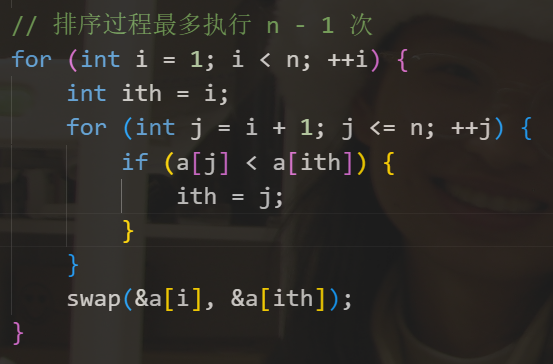 // 排序过程最多执行 n - 1 次
for (int i = 1; i < n; ++i) {
    int ith = i;
    for (int j = i + 1; j <= n; ++j) {
        if (a[j] < a[ith]) {
            ith = j;
        }
    }
    swap(&a[i], &a[ith]);
}